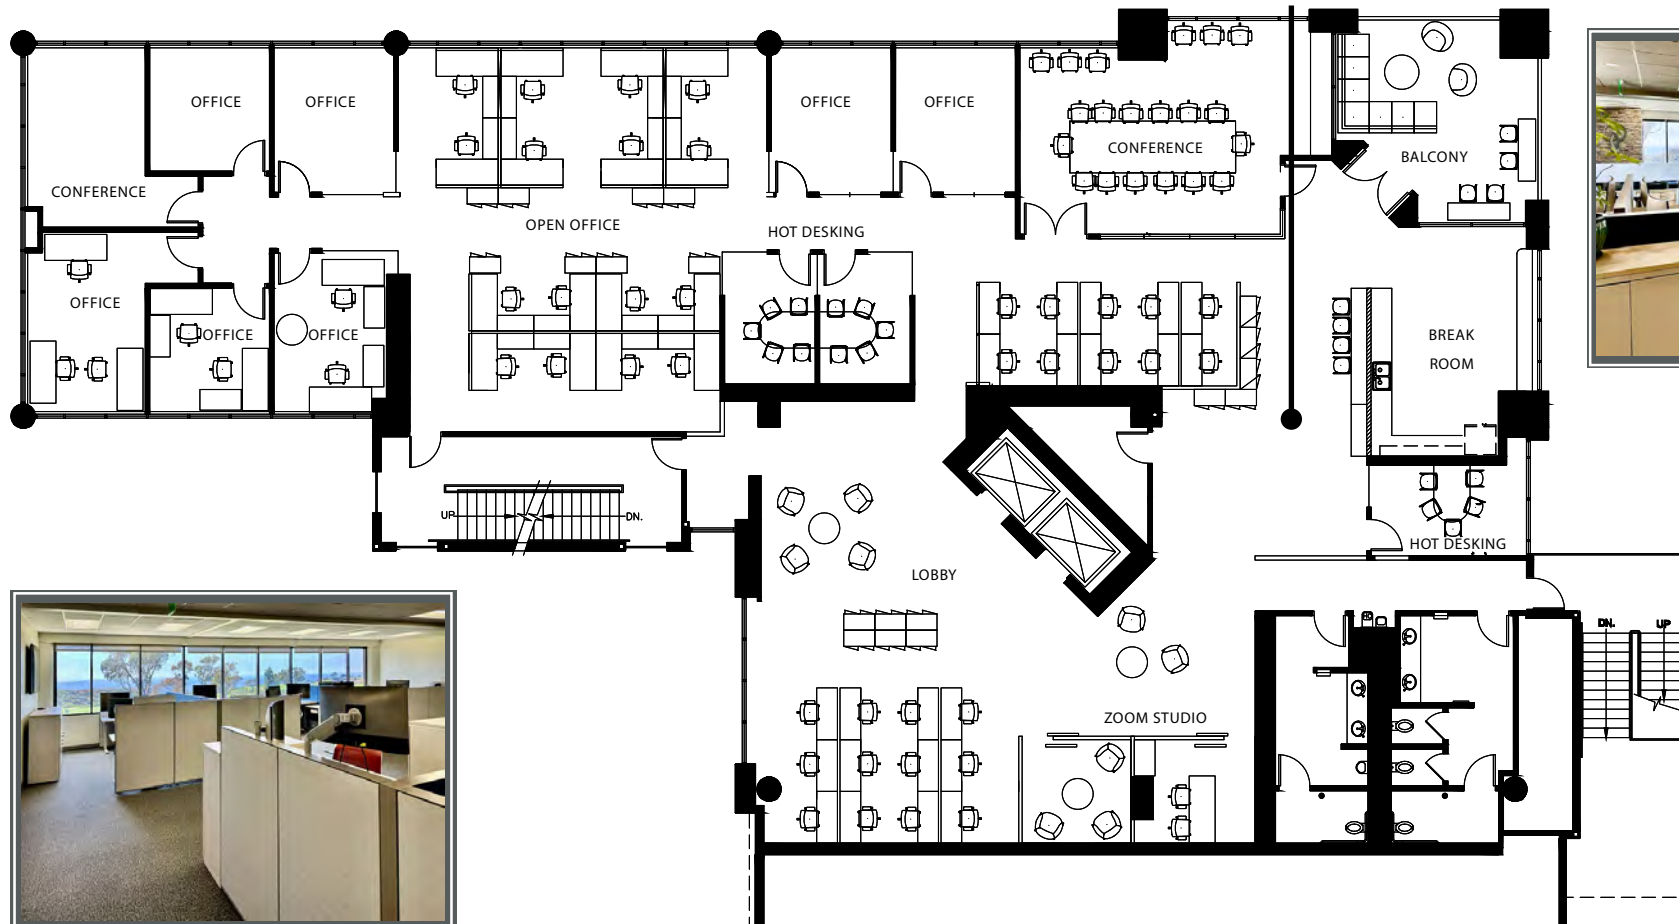 OFFICE
OFFICE
OFFICE
OFFICE
CONFERENCE
BALCONY
CONFERENCE
OPEN OFFICE
HOT DESKING
OFFICE
OFFICE
OFFICE
BREAK
ROOM
UP
DN.
HOT DESKING
LOBBY
DN.
UP
ZOOM STUDIO